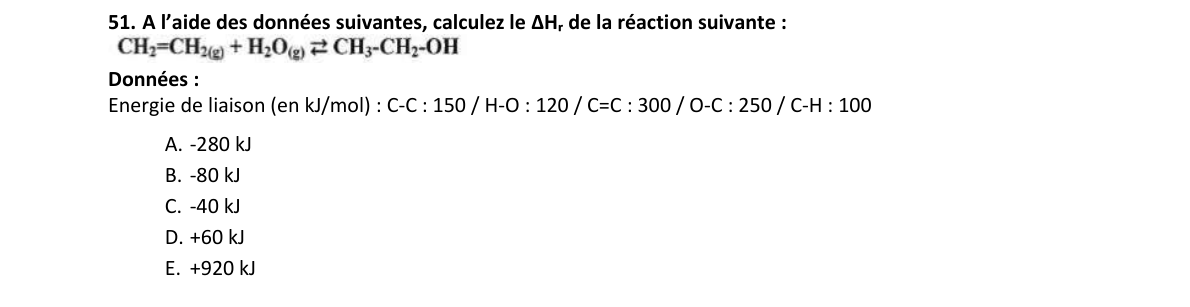 51. A l’aide des données suivantes, calculez le ΔHᵣ de la réaction suivante :
CH₂=CH₂₍g₎ + H₂O₍g₎ ⇄ CH₃-CH₂-OH
Données :
Energie de liaison (en kJ/mol) : C-C : 150 / H-O : 120 / C=C : 300 / O-C : 250 / C-H : 100
A. -280 kJ
B. -80 kJ
C. -40 kJ
D. +60 kJ
E. +920 kJ